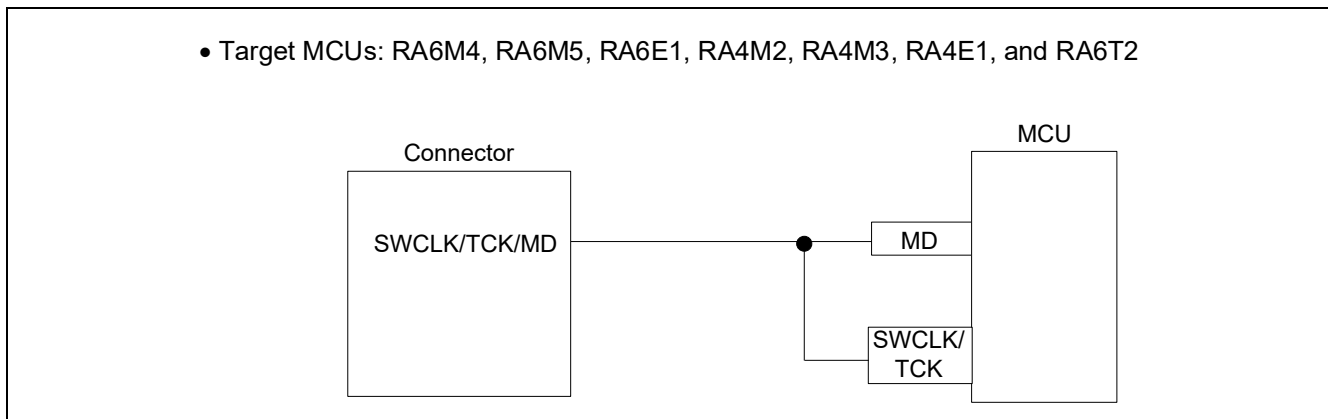 • Target MCUs: RA6M4, RA6M5, RA6E1, RA4M2, RA4M3, RA4E1, and RA6T2
MCU
Connector
SWCLK/TCK/MD
MD
SWCLK/
TCK